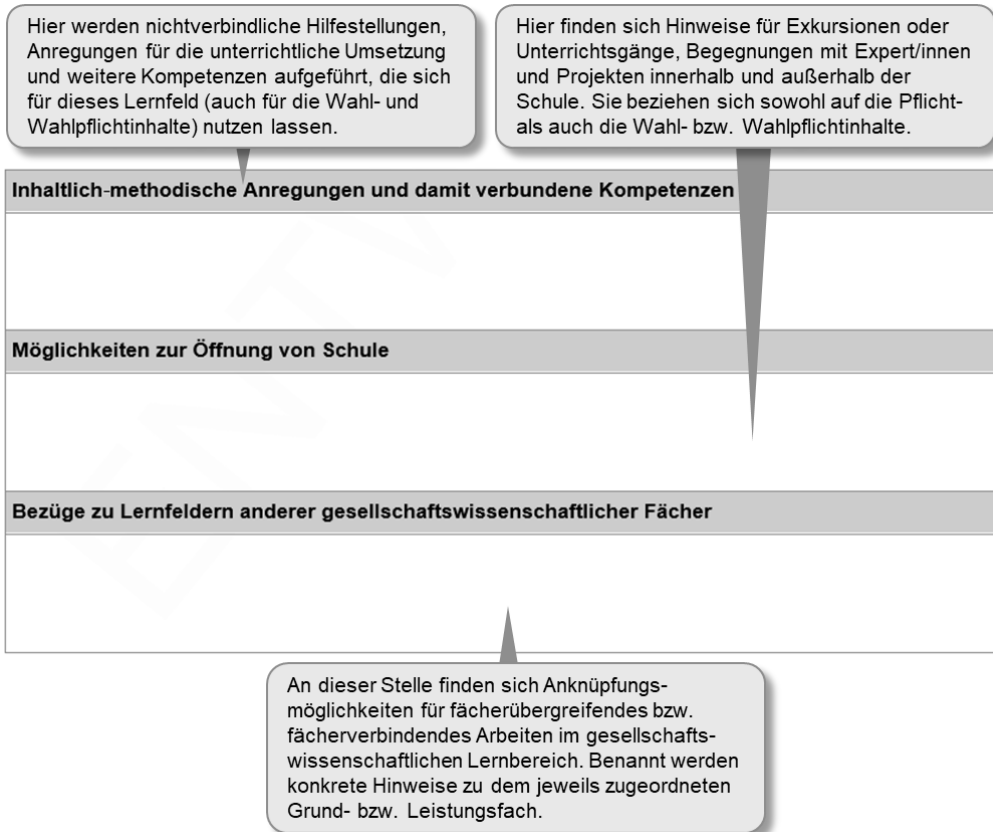 Hier werden nichtverbindliche Hilfestellungen,
Anregungen für die unterrichtliche Umsetzung
und weitere Kompetenzen aufgeführt, die sich
für dieses Lernfeld (auch für die Wahl- und
Wahlpflichtinhalte) nutzen lassen.
Hier finden sich Hinweise für Exkursionen oder
Unterrichtsgänge, Begegnungen mit Expert/innen
und Projekten innerhalb und außerhalb der
Schule. Sie beziehen sich sowohl auf die Pflicht-
als auch die Wahl- bzw. Wahlpflichtinhalte.
Inhaltlich-methodische Anregungen und damit verbundene Kompetenzen
Möglichkeiten zur Öffnung von Schule
Bezüge zu Lernfeldern anderer gesellschaftswissenschaftlicher Fächer
An dieser Stelle finden sich Anknüpfungs-
möglichkeiten für fächerübergreifendes bzw.
fächerverbindendes Arbeiten im gesellschafts-
wissenschaftlichen Lernbereich. Benannt werden
konkrete Hinweise zu dem jeweils zugeordneten
Grund- bzw. Leistungsfach.